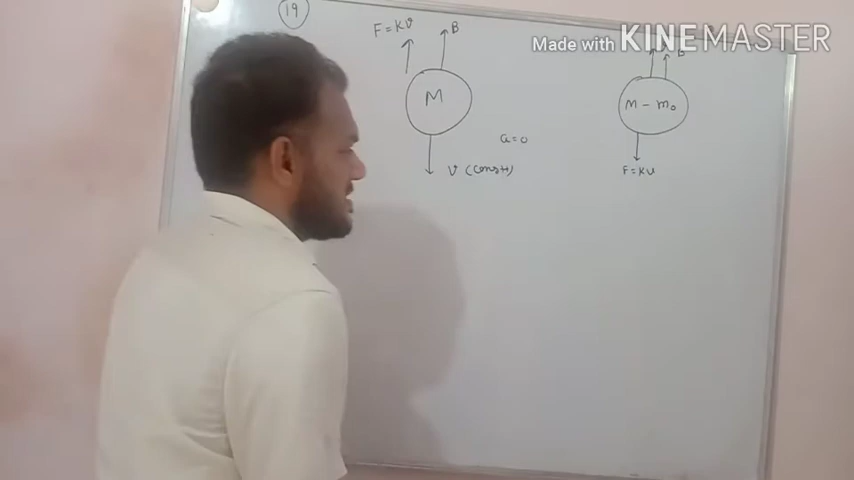 19
F = KV
B
Made with KINEMASTER
B
M
M - m₀
a = 0
V (const)
F = KV